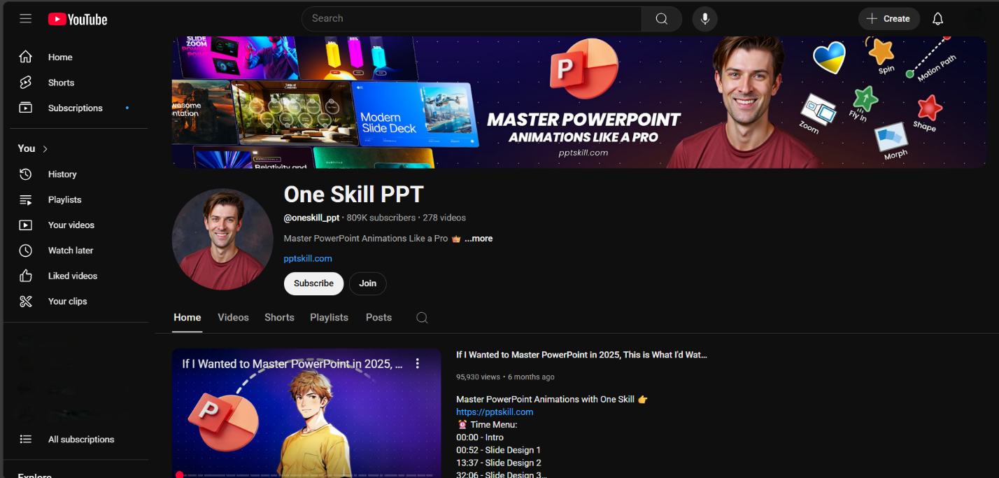 YouTube
Search
Create
Home
Shorts
Subscriptions
You
History
Playlists
Your videos
Watch later
Liked videos
Your clips
All subscriptions
Explore
SLIDE
ZOOM
Table of
Contents
Modern
Slide Deck
Relativity and
P
MASTER POWERPOINT
ANIMATIONS LIKE A PRO
pptskill.com
Spin
Motion Path
Zoom
Fly In
Shape
Morph
One Skill PPT
@oneskill_ppt • 809K subscribers • 278 videos
Master PowerPoint Animations Like a Pro 👑 ...more
pptskill.com
Subscribe
Join
Home
Videos
Shorts
Playlists
Posts
If I Wanted to Master PowerPoint in 2025, ...
P
If I Wanted to Master PowerPoint in 2025, This is What I'd Wat...
95,930 views • 6 months ago
Master PowerPoint Animations with One Skill 👉
https://pptskill.com
⏰ Time Menu:
00:00 - Intro
00:52 - Slide Design 1
13:37 - Slide Design 2
32:06 - Slide Design 3...